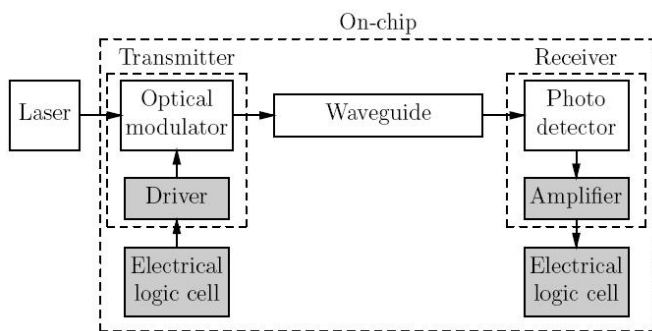 On-chip
Transmitter
Receiver
Laser
Optical
modulator
Waveguide
Photo
detector
Driver
Amplifier
Electrical
logic cell
Electrical
logic cell